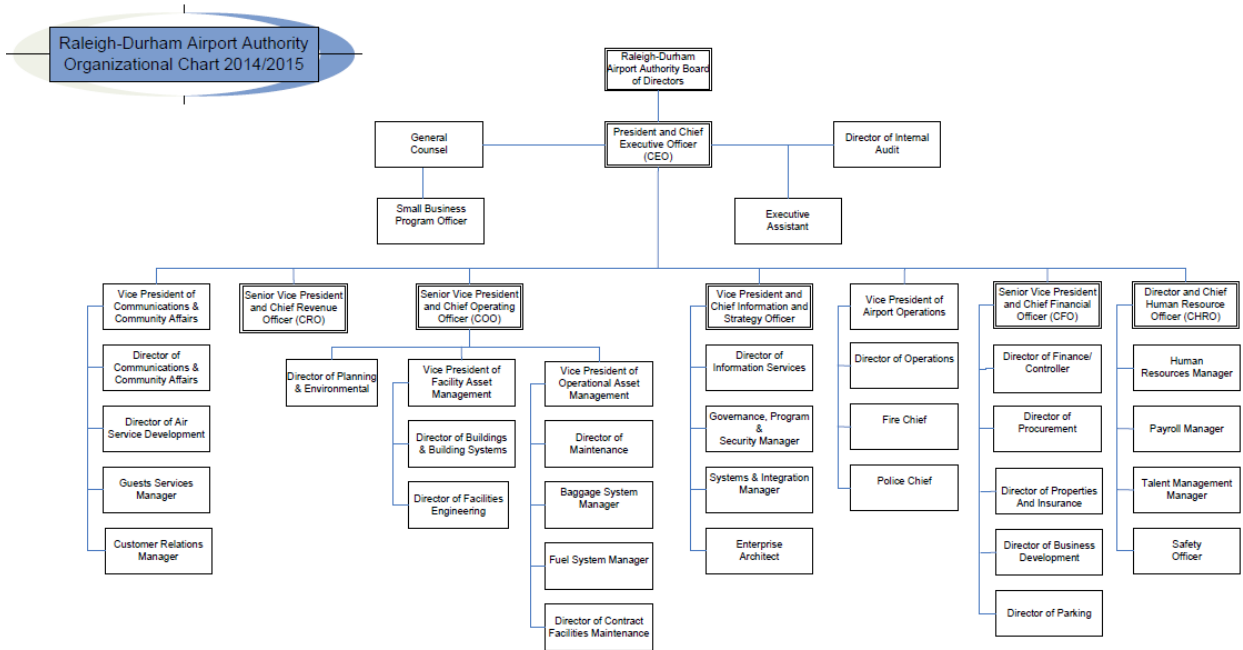 Raleigh-Durham Airport Authority
Organizational Chart 2014/2015
Raleigh-Durham
Airport Authority Board
of Directors
General
Counsel
President and Chief
Executive Officer
(CEO)
Director of Internal
Audit
Small Business
Program Officer
Executive
Assistant
Vice President of
Communications &
Community Affairs
Director of
Communications &
Community Affairs
Director of Air
Service Development
Guests Services
Manager
Customer Relations
Manager
Senior Vice President
and Chief Revenue
Officer (CRO)
Senior Vice President
and Chief Operating
Officer (COO)
Director of Planning
& Environmental
Vice President of
Facility Asset
Management
Director of Buildings
& Building Systems
Director of Facilities
Engineering
Vice President of
Operational Asset
Management
Director of
Maintenance
Baggage System
Manager
Fuel System Manager
Director of Contract
Facilities Maintenance
Vice President and
Chief Information and
Strategy Officer
Director of
Information Services
Governance, Program
&
Security Manager
Systems & Integration
Manager
Enterprise
Architect
Vice President of
Airport Operations
Director of Operations
Fire Chief
Police Chief
Senior Vice President
and Chief Financial
Officer (CFO)
Director of Finance/
Controller
Director of
Procurement
Director of Properties
And Insurance
Director of Business
Development
Director of Parking
Director and Chief
Human Resource
Officer (CHRO)
Human
Resources Manager
Payroll Manager
Talent Management
Manager
Safety
Officer